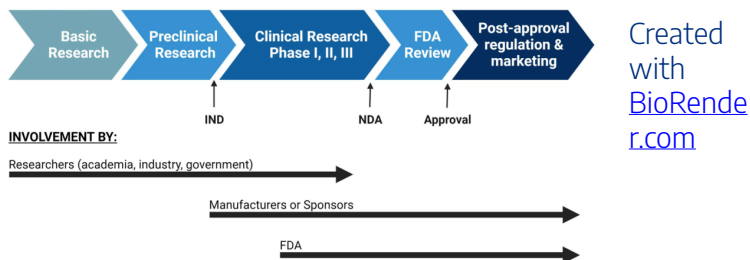 Basic
Research
Preclinical
Research
Clinical Research
Phase I, II, III
FDA
Review
Post-approval
regulation &
marketing
IND
NDA
Approval
INVOLVEMENT BY:
Researchers (academia, industry, government)
Manufacturers or Sponsors
FDA
Created
with
BioRende
r.com